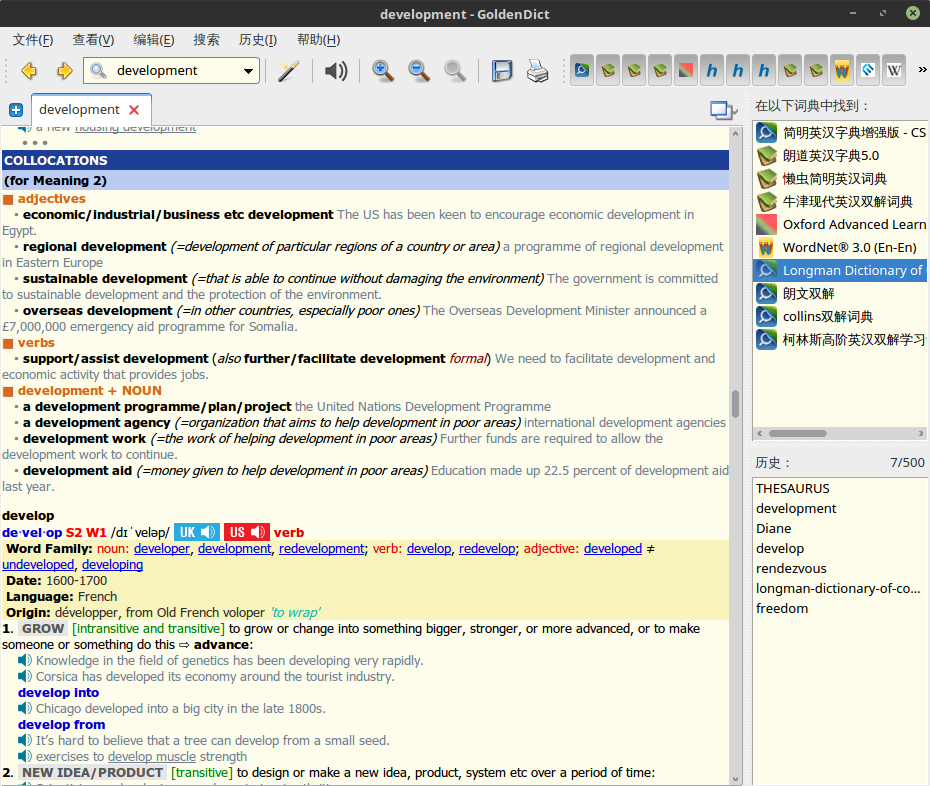 development - GoldenDict
文件(F) 查看(V) 编辑(E) 搜索 历史(I) 帮助(H)
development
development
a new housing development
COLLOCATIONS
(for Meaning 2)
adjectives
economic/industrial/business etc development The US has been keen to encourage economic development in
Egypt.
regional development (=development of particular regions of a country or area) a programme of regional development
in Eastern Europe
sustainable development (=that is able to continue without damaging the environment) The government is committed
to sustainable development and the protection of the environment.
overseas development (=in other countries, especially poor ones) The Overseas Development Minister announced a
£7,000,000 emergency aid programme for Somalia.
verbs
support/assist development (also further/facilitate development formal) We need to facilitate development and
economic activity that provides jobs.
development + NOUN
a development programme/plan/project the United Nations Development Programme
a development agency (=organization that aims to help development in poor areas) international development agencies
development work (=the work of helping development in poor areas) Further funds are required to allow the
development work to continue.
development aid (=money given to help development in poor areas) Education made up 22.5 percent of development aid
last year.
develop
de·vel·op S2 W1 /dɪˈveləp/ UK US verb
Word Family: noun: developer, development, redevelopment; verb: develop, redevelop; adjective: developed ≠
undeveloped, developing
Date: 1600-1700
Language: French
Origin: développer, from Old French voloper 'to wrap'
1. GROW [intransitive and transitive] to grow or change into something bigger, stronger, or more advanced, or to make
someone or something do this ⇨ advance:
Knowledge in the field of genetics has been developing very rapidly.
Corsica has developed its economy around the tourist industry.
develop into
Chicago developed into a big city in the late 1800s.
develop from
It's hard to believe that a tree can develop from a small seed.
exercises to develop muscle strength
2. NEW IDEA/PRODUCT [transitive] to design or make a new idea, product, system etc over a period of time:
在以下词典中找到：
简明英汉字典增强版 - CS
朗道英汉字典5.0
懒虫简明英汉词典
牛津现代英汉双解词典
Oxford Advanced Learn
WordNet® 3.0 (En-En)
Longman Dictionary of
朗文双解
collins双解词典
柯林斯高阶英汉双解学习
历史： 7/500
THESAURUS
development
Diane
develop
rendezvous
longman-dictionary-of-co...
freedom